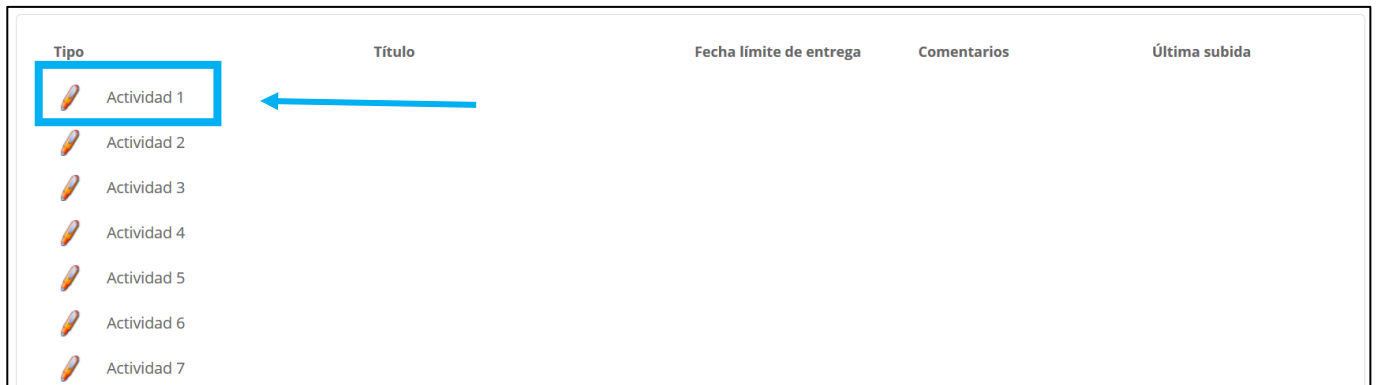 Tipo Título Fecha límite de entrega Comentarios Última subida
Actividad 1
Actividad 2
Actividad 3
Actividad 4
Actividad 5
Actividad 6
Actividad 7